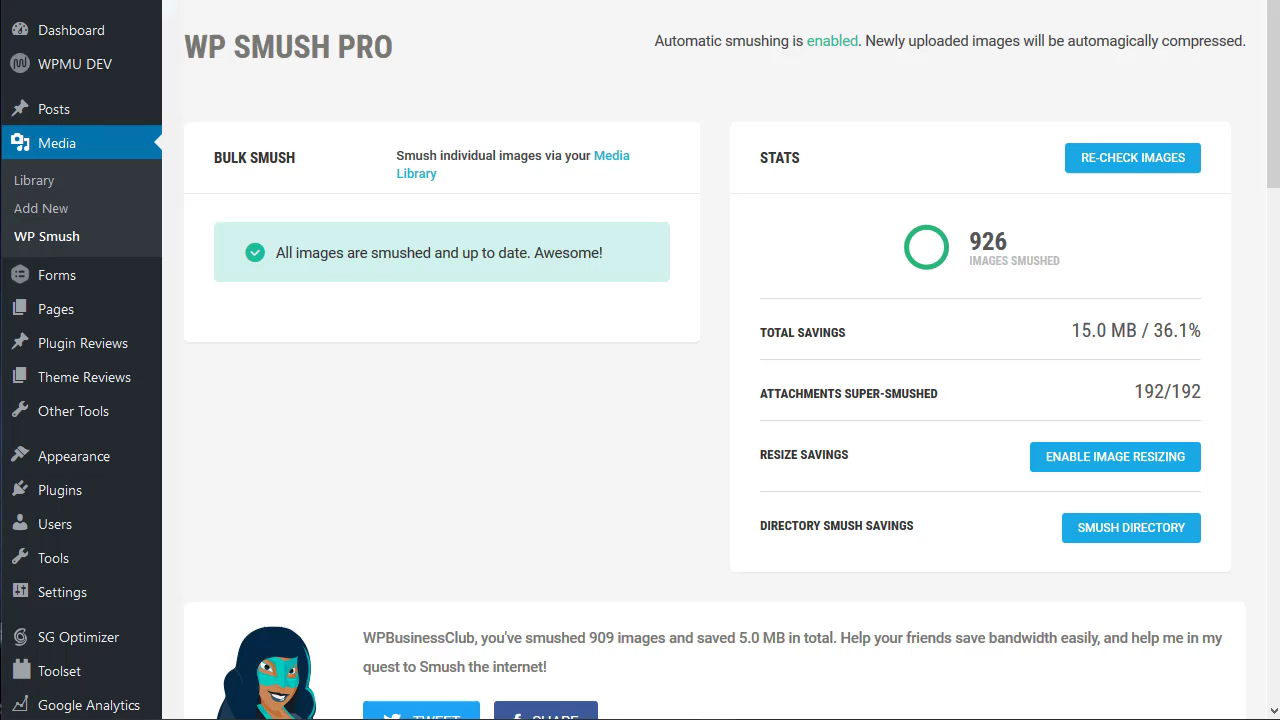 Dashboard
WPMU DEV
Posts
Media
Library
Add New
WP Smush
Forms
Pages
Plugin Reviews
Theme Reviews
Other Tools
Appearance
Plugins
Users
Tools
Settings
SG Optimizer
Toolset
Google Analytics
WP SMUSH PRO
Automatic smushing is enabled. Newly uploaded images will be automagically compressed.
BULK SMUSH
Smush individual images via your Media
Library
All images are smushed and up to date. Awesome!
STATS
RE-CHECK IMAGES
926
IMAGES SMUSHED
TOTAL SAVINGS
15.0 MB / 36.1%
ATTACHMENTS SUPER-SMUSHED
192/192
RESIZE SAVINGS
ENABLE IMAGE RESIZING
DIRECTORY SMUSH SAVINGS
SMUSH DIRECTORY
WPBusinessClub, you've smushed 909 images and saved 5.0 MB in total. Help your friends save bandwidth easily, and help me in my
quest to Smush the internet!
TWEET
SHARE